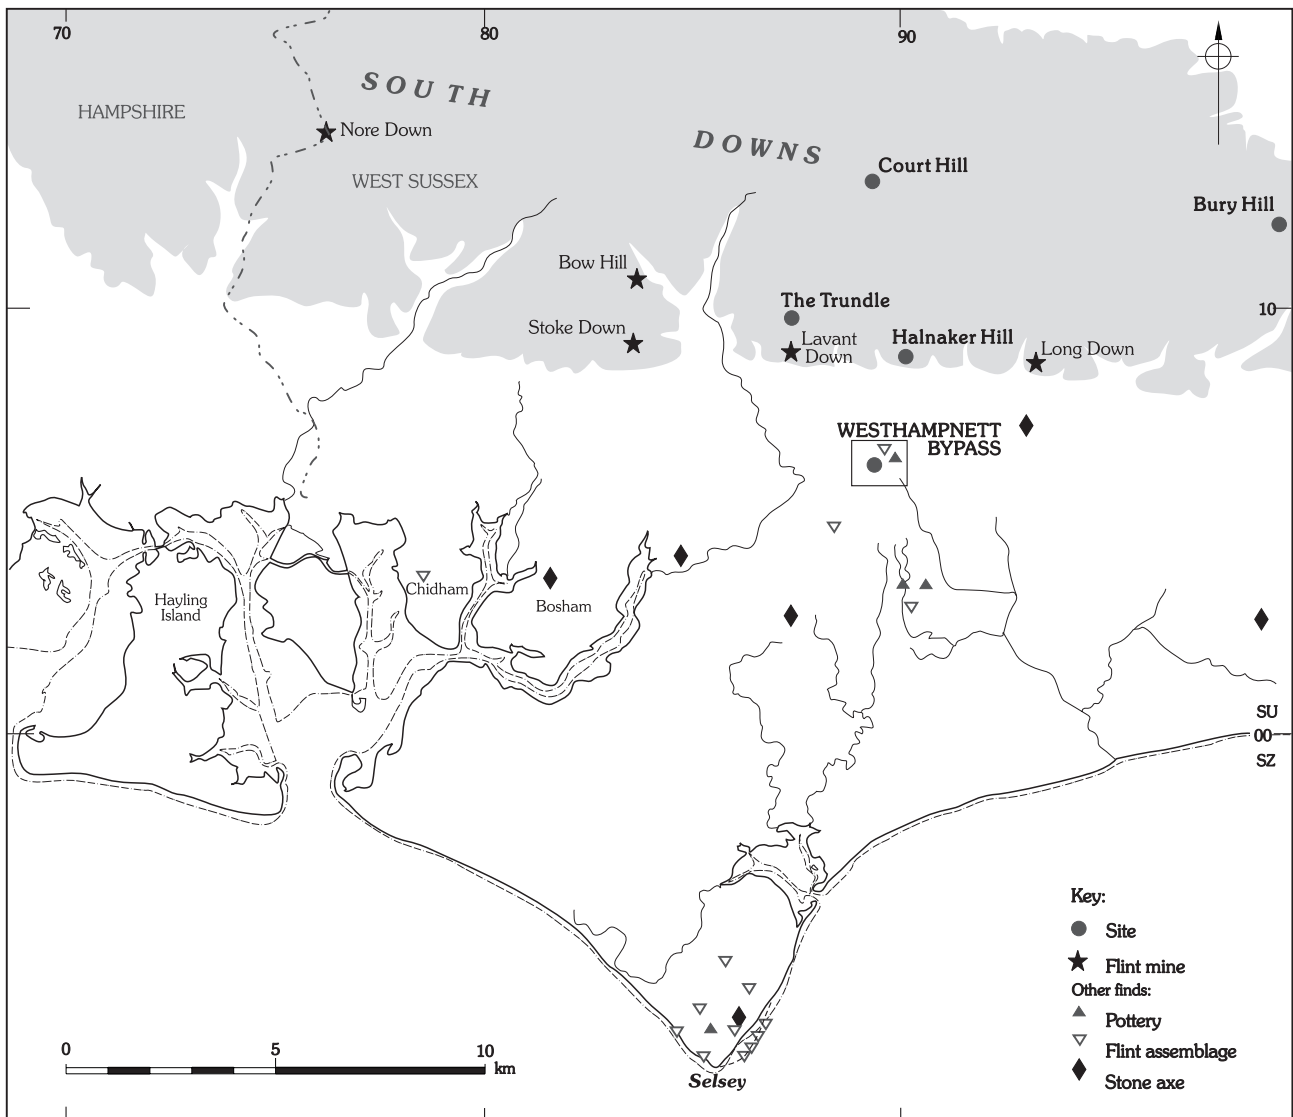 70
80
90
SOUTH
HAMPSHIRE
Nore Down
DOWNS
Court Hill
WEST SUSSEX
Bury Hill
Bow Hill
The Trundle
10
Stoke Down
Lavant
Down
Halnaker Hill
Long Down
WESTHAMPNETT
BYPASS
Chidham
Hayling
Island
Bosham
SU
00
SZ
Key:
Site
Flint mine
Other finds:
Pottery
Flint assemblage
Stone axe
0
5
10
km
Selsey